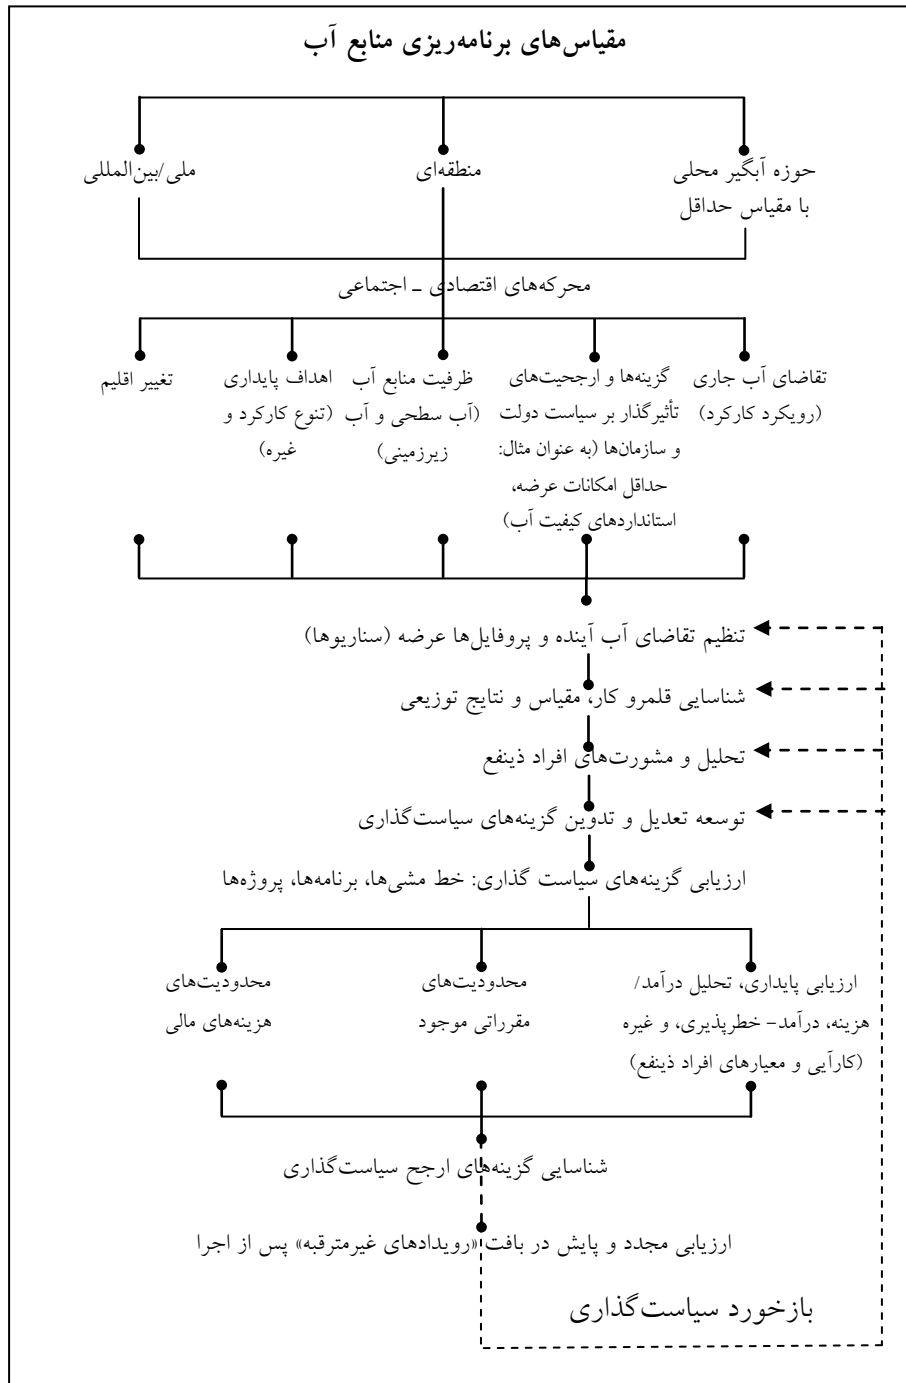 مقیاس‌های برنامه‌ریزی منابع آب
حوزه آبگیر محلی
با مقیاس حداقل
منطقه‌ای
ملی/بین‌المللی
محرکه‌های اقتصادی ـ اجتماعی
تقاضای آب جاری
(رویکرد کارکرد)
گزینه‌ها و ارجحیت‌های
تأثیرگذار بر سیاست دولت
و سازمان‌ها (به عنوان مثال:
حداقل امکانات عرضه،
استانداردهای کیفیت آب)
ظرفیت منابع آب
(آب سطحی و آب
زیرزمینی)
اهداف پایداری
(تنوع کارکرد و
غیره)
تغییر اقلیم
تنظیم تقاضای آب آینده و پروفایل‌ها عرضه (سناریوها)
شناسایی قلمرو کار، مقیاس و نتایج توزیعی
تحلیل و مشورت‌های افراد ذینفع
توسعه تعدیل و تدوین گزینه‌های سیاست‌گذاری
ارزیابی گزینه‌های سیاست گذاری: خط مشی‌ها، برنامه‌ها، پروژه‌ها
ارزیابی پایداری، تحلیل درآمد/
هزینه، درآمد– خطرپذیری، و غیره
(کارآیی و معیارهای افراد ذینفع)
محدودیت‌های
مقرراتی موجود
محدودیت‌های
هزینه‌های مالی
شناسایی گزینه‌های ارجح سیاست‌گذاری
ارزیابی مجدد و پایش در بافت «رویدادهای غیرمترقبه» پس از اجرا
بازخورد سیاست‌گذاری